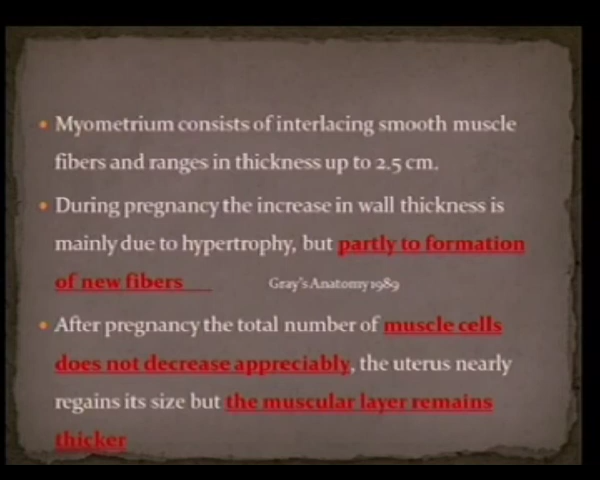 • Myometrium consists of interlacing smooth muscle
fibers and ranges in thickness up to 2.5 cm.
• During pregnancy the increase in wall thickness is
mainly due to hypertrophy, but partly to formation
of new fibers Gray's Anatomy 1989
• After pregnancy the total number of muscle cells
does not decrease appreciably, the uterus nearly
regains its size but the muscular layer remains
thicker